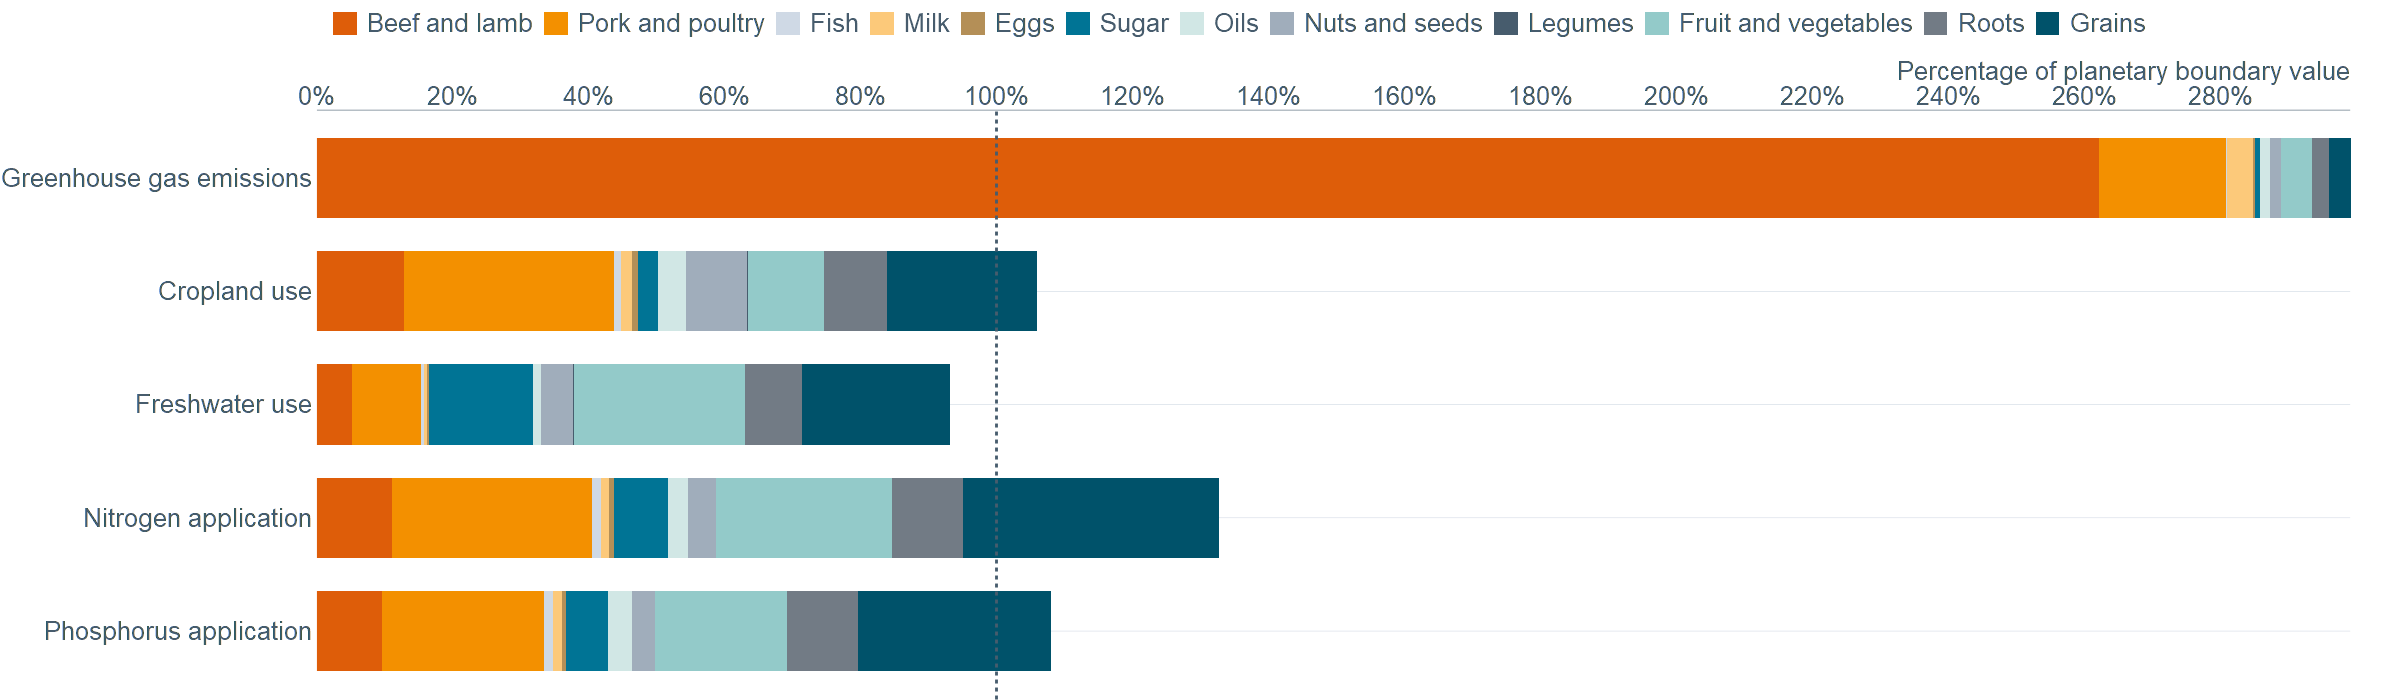 Beef and lamb Pork and poultry Fish Milk Eggs Sugar Oils Nuts and seeds Legumes Fruit and vegetables Roots Grains
Percentage of planetary boundary value
0% 20% 40% 60% 80% 100% 120% 140% 160% 180% 200% 220% 240% 260% 280%
Greenhouse gas emissions
Cropland use
Freshwater use
Nitrogen application
Phosphorus application